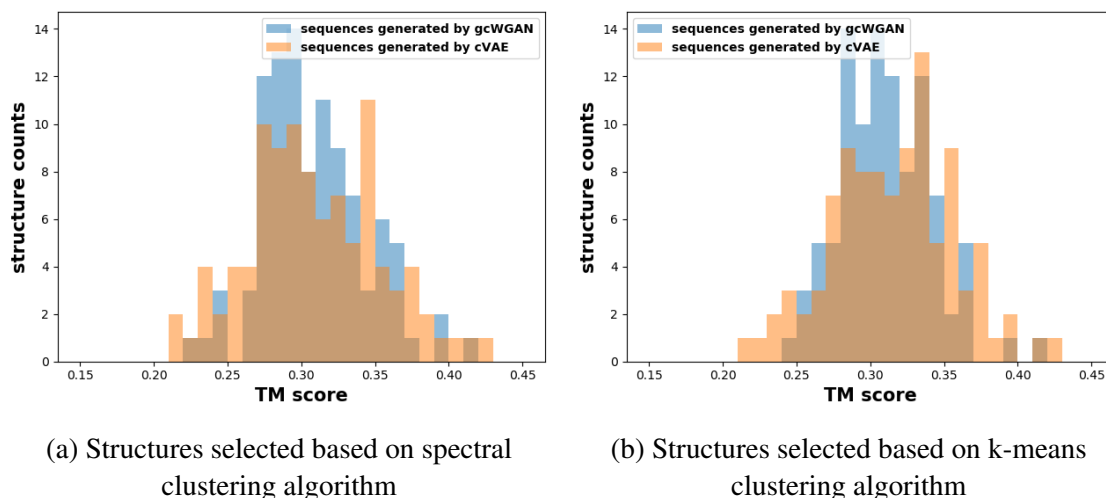 sequences generated by gcWGAN
sequences generated by cVAE
structure counts
14
12
10
8
6
4
2
0
0.15 0.20 0.25 0.30 0.35 0.40 0.45
TM score
(a) Structures selected based on spectral
clustering algorithm
sequences generated by gcWGAN
sequences generated by cVAE
structure counts
14
12
10
8
6
4
2
0
0.15 0.20 0.25 0.30 0.35 0.40 0.45
TM score
(b) Structures selected based on k-means
clustering algorithm